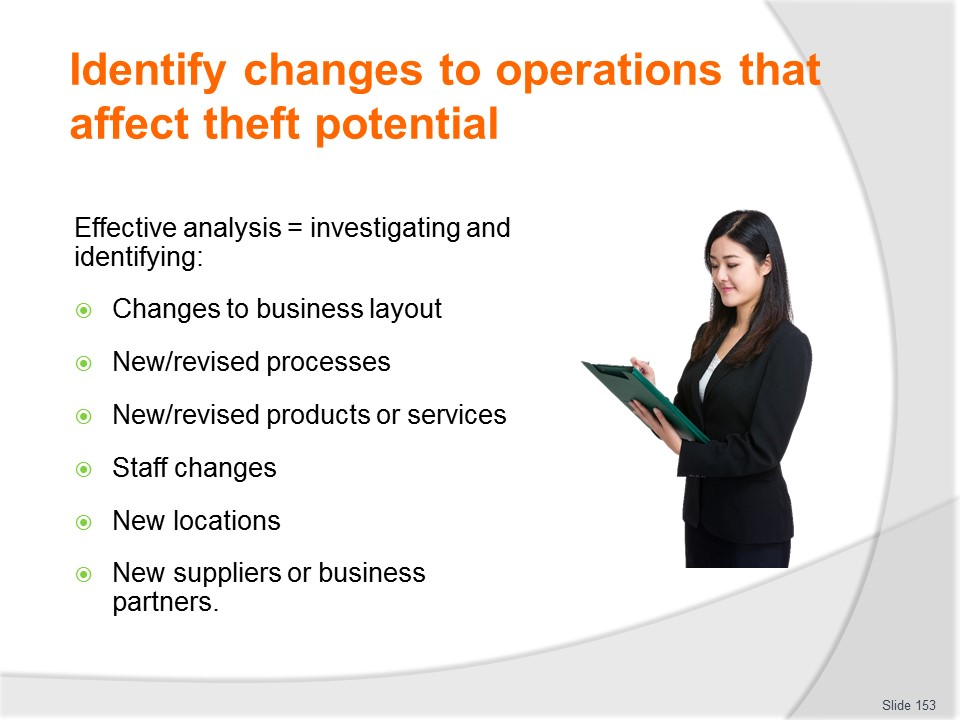 Identify changes to operations that
affect theft potential
Effective analysis = investigating and
identifying:
Changes to business layout
New/revised processes
New/revised products or services
Staff changes
New locations
New suppliers or business
partners.
Slide 153